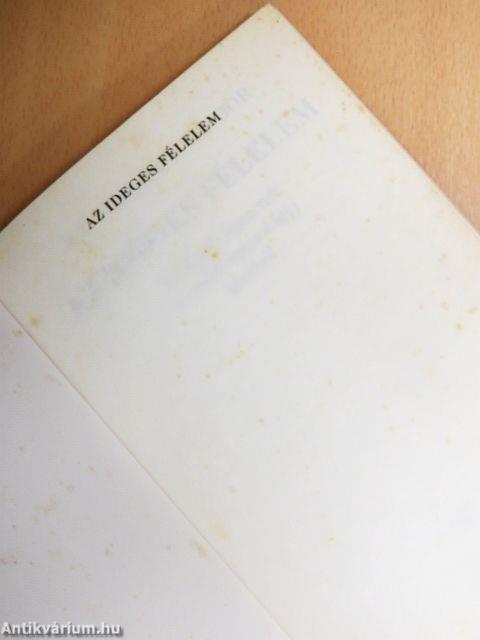 AZ IDEGES FÉLELEM
Antikvárium.hu